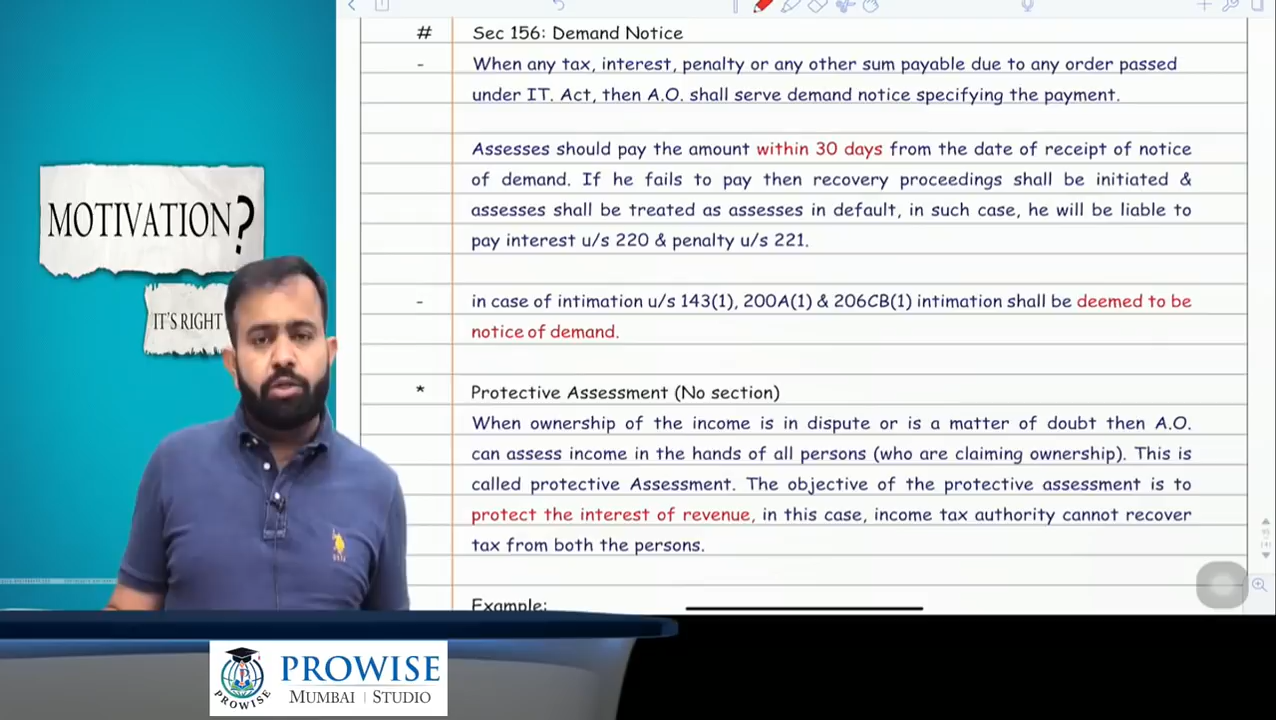 # Sec 156: Demand Notice
- When any tax, interest, penalty or any other sum payable due to any order passed
under IT. Act, then A.O. shall serve demand notice specifying the payment.
Assesses should pay the amount within 30 days from the date of receipt of notice
of demand. If he fails to pay then recovery proceedings shall be initiated &
assesses shall be treated as assesses in default, in such case, he will be liable to
pay interest u/s 220 & penalty u/s 221.
- in case of intimation u/s 143(1), 200A(1) & 206CB(1) intimation shall be deemed to be
notice of demand.
* Protective Assessment (No section)
When ownership of the income is in dispute or is a matter of doubt then A.O.
can assess income in the hands of all persons (who are claiming ownership). This is
called protective Assessment. The objective of the protective assessment is to
protect the interest of revenue, in this case, income tax authority cannot recover
tax from both the persons.
Example:
MOTIVATION?
IT'S RIGHT
PROWISE
PROWISE
MUMBAI | STUDIO